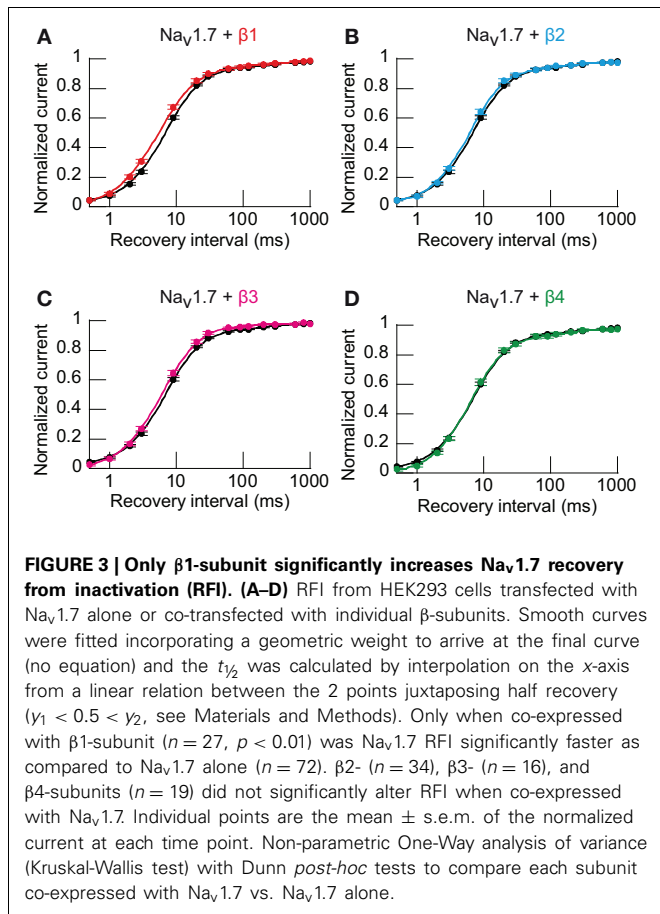 A
Nav1.7 + β1
Normalized current
1
0.8
0.6
0.4
0.2
0
1 10 100 1000
Recovery interval (ms)
B
Nav1.7 + β2
Normalized current
1
0.8
0.6
0.4
0.2
0
1 10 100 1000
Recovery interval (ms)
C
Nav1.7 + β3
Normalized current
1
0.8
0.6
0.4
0.2
0
1 10 100 1000
Recovery interval (ms)
D
Nav1.7 + β4
Normalized current
1
0.8
0.6
0.4
0.2
0
1 10 100 1000
Recovery interval (ms)
FIGURE 3 | Only β1-subunit significantly increases Nav1.7 recovery
from inactivation (RFI). (A–D) RFI from HEK293 cells transfected with
Nav1.7 alone or co-transfected with individual β-subunits. Smooth curves
were fitted incorporating a geometric weight to arrive at the final curve
(no equation) and the t½ was calculated by interpolation on the x-axis
from a linear relation between the 2 points juxtaposing half recovery
(y1 < 0.5 < y2, see Materials and Methods). Only when co-expressed
with β1-subunit (n = 27, p < 0.01) was Nav1.7 RFI significantly faster as
compared to Nav1.7 alone (n = 72). β2- (n = 34), β3- (n = 16), and
β4-subunits (n = 19) did not significantly alter RFI when co-expressed
with Nav1.7. Individual points are the mean ± s.e.m. of the normalized
current at each time point. Non-parametric One-Way analysis of variance
(Kruskal-Wallis test) with Dunn post-hoc tests to compare each subunit
co-expressed with Nav1.7 vs. Nav1.7 alone.